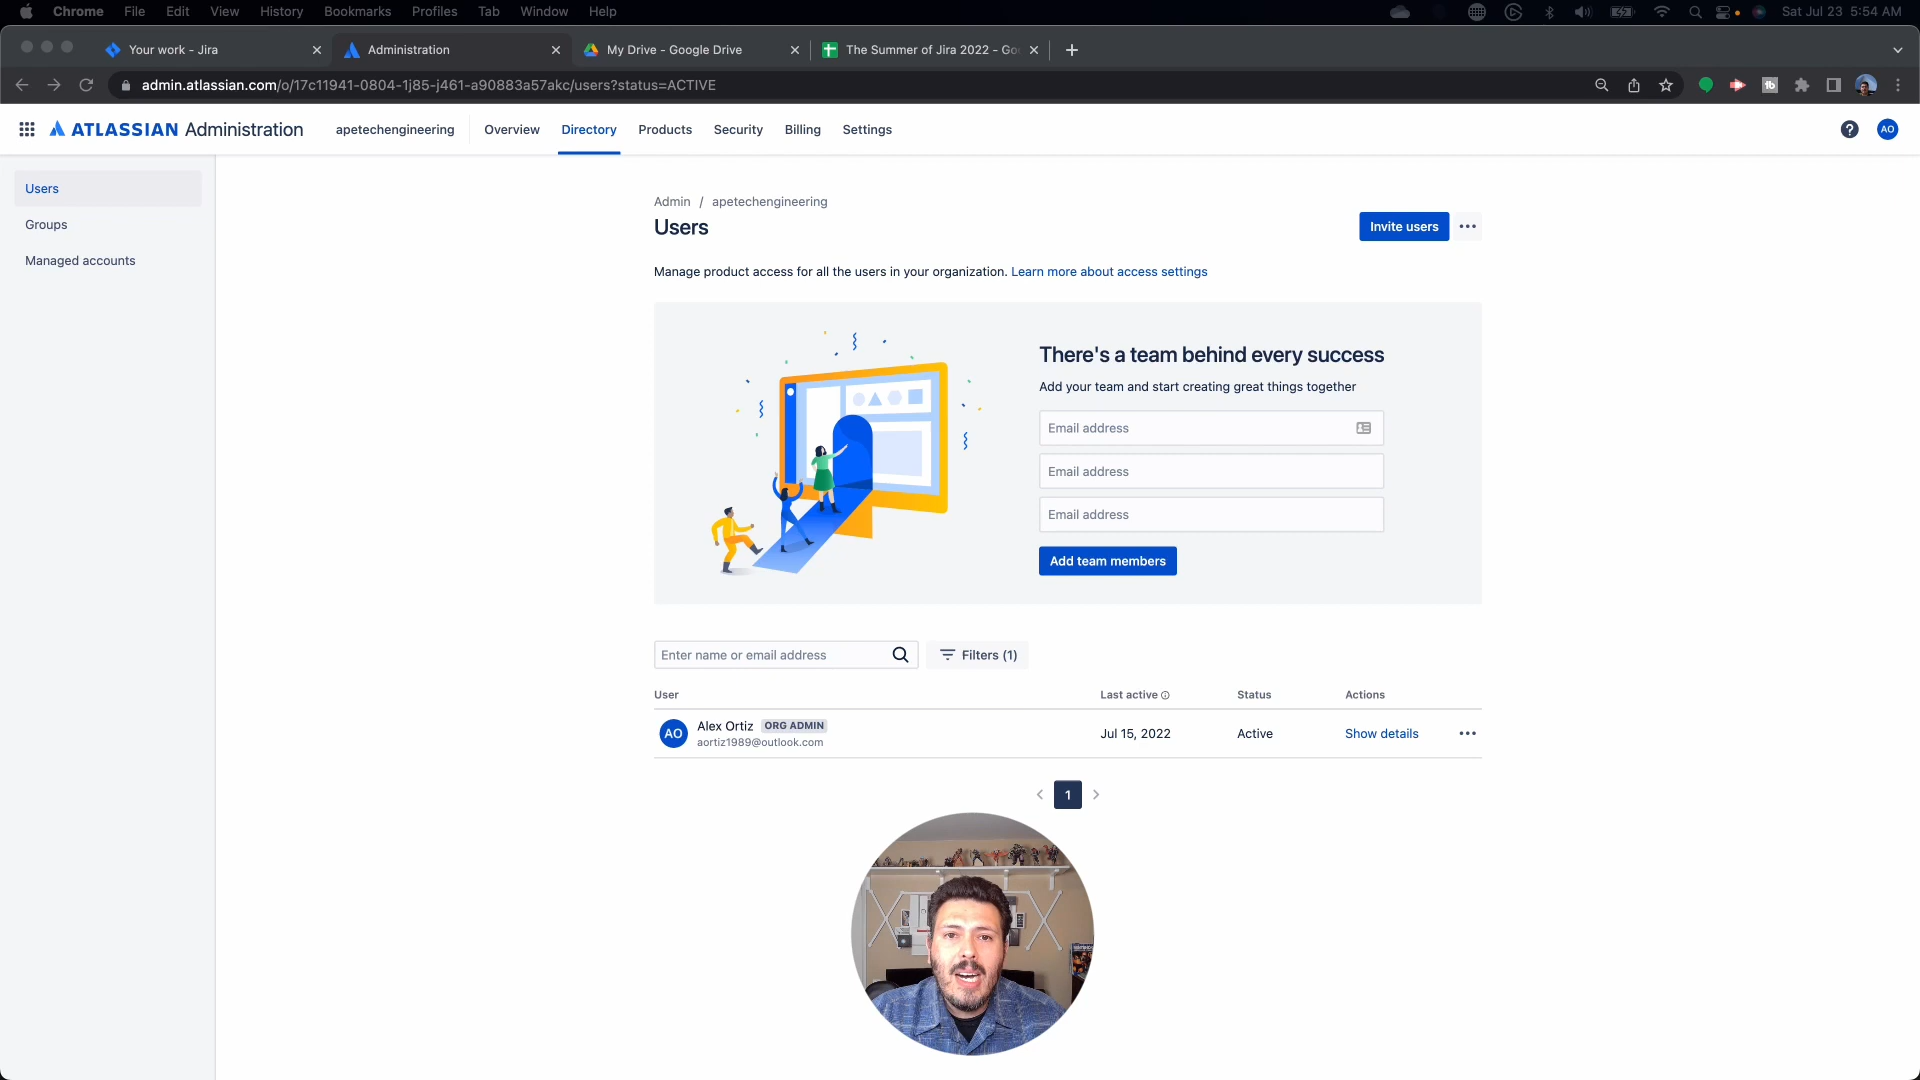 Chrome File Edit View History Bookmarks Profiles Tab Window Help Sat Jul 23 5:54 AM
Your work - Jira Administration My Drive - Google Drive The Summer of Jira 2022 - Go
admin.atlassian.com/o/17c11941-0804-1j85-j461-a90883a57akc/users?status=ACTIVE
ATLASSIAN Administration apetechengineering Overview Directory Products Security Billing Settings AO
Users
Groups
Managed accounts
Admin / apetechengineering
Users
Invite users
Manage product access for all the users in your organization. Learn more about access settings
There's a team behind every success
Add your team and start creating great things together
Email address
Email address
Email address
Add team members
Enter name or email address Filters (1)
User Last active Status Actions
AO Alex Ortiz ORG ADMIN Jul 15, 2022 Active Show details
aortiz1989@outlook.com
1